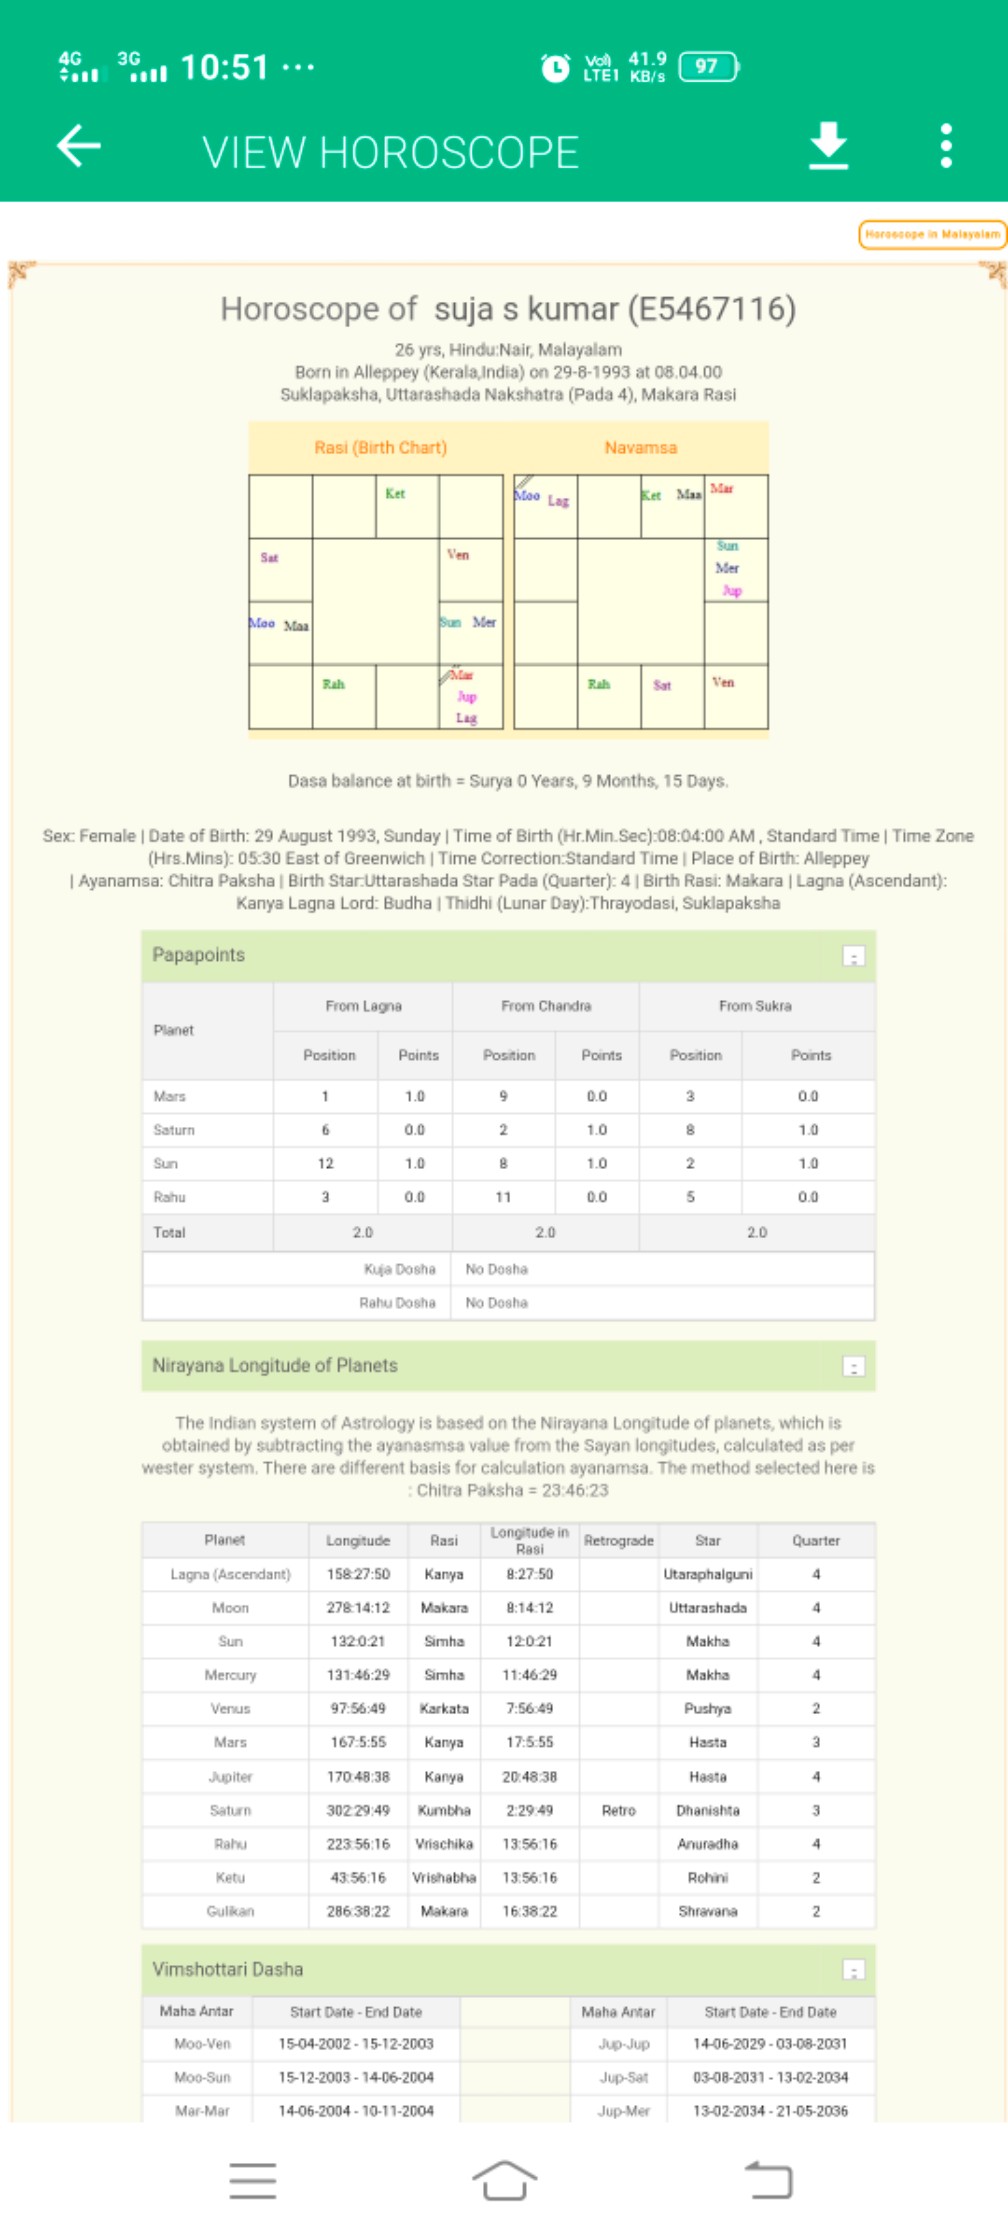 4G 3G 10:51 ... Vo) LTE1 41.9 KB/s 97
VIEW HOROSCOPE
Horoscope in Malayalam
Horoscope of suja s kumar (E5467116)
26 yrs, Hindu:Nair, Malayalam
Born in Alleppey (Kerala,India) on 29-8-1993 at 08.04.00
Suklapaksha, Uttarashada Nakshatra (Pada 4), Makara Rasi
Rasi (Birth Chart) Navamsa
Ket Moo Lag Ket Maa Mar
Sat Ven Sun
Mer
Jup
Moo Maa Sun Mer
Rah Mar Rah Sat Ven
Jup
Lag
Dasa balance at birth = Surya 0 Years, 9 Months, 15 Days.
Sex: Female | Date of Birth: 29 August 1993, Sunday | Time of Birth (Hr.Min.Sec):08:04:00 AM , Standard Time | Time Zone
(Hrs.Mins): 05:30 East of Greenwich | Time Correction:Standard Time | Place of Birth: Alleppey
| Ayanamsa: Chitra Paksha | Birth Star:Uttarashada Star Pada (Quarter): 4 | Birth Rasi: Makara | Lagna (Ascendant):
Kanya Lagna Lord: Budha | Thidhi (Lunar Day):Thrayodasi, Suklapaksha
Papapoints
Planet From Lagna From Chandra From Sukra
Position Points Position Points Position Points
Mars 1 1.0 9 0.0 3 0.0
Saturn 6 0.0 2 1.0 8 1.0
Sun 12 1.0 8 1.0 2 1.0
Rahu 3 0.0 11 0.0 5 0.0
Total 2.0 2.0 2.0
Kuja Dosha No Dosha
Rahu Dosha No Dosha
Nirayana Longitude of Planets
The Indian system of Astrology is based on the Nirayana Longitude of planets, which is
obtained by subtracting the ayanasmsa value from the Sayan longitudes, calculated as per
wester system. There are different basis for calculation ayanamsa. The method selected here is
: Chitra Paksha = 23:46:23
Planet Longitude Rasi Longitude in Rasi Retrograde Star Quarter
Lagna (Ascendant) 158:27:50 Kanya 8:27:50 Utaraphalguni 4
Moon 278:14:12 Makara 8:14:12 Uttarashada 4
Sun 132:0:21 Simha 12:0:21 Makha 4
Mercury 131:46:29 Simha 11:46:29 Makha 4
Venus 97:56:49 Karkata 7:56:49 Pushya 2
Mars 167:5:55 Kanya 17:5:55 Hasta 3
Jupiter 170:48:38 Kanya 20:48:38 Hasta 4
Saturn 302:29:49 Kumbha 2:29:49 Retro Dhanishta 3
Rahu 223:56:16 Vrischika 13:56:16 Anuradha 4
Ketu 43:56:16 Vrishabha 13:56:16 Rohini 2
Gulikan 286:38:22 Makara 16:38:22 Shravana 2
Vimshottari Dasha
Maha Antar Start Date - End Date Maha Antar Start Date - End Date
Moo-Ven 15-04-2002 - 15-12-2003 Jup-Jup 14-06-2029 - 03-08-2031
Moo-Sun 15-12-2003 - 14-06-2004 Jup-Sat 03-08-2031 - 13-02-2034
Mar-Mar 14-06-2004 - 10-11-2004 Jup-Mer 13-02-2034 - 21-05-2036